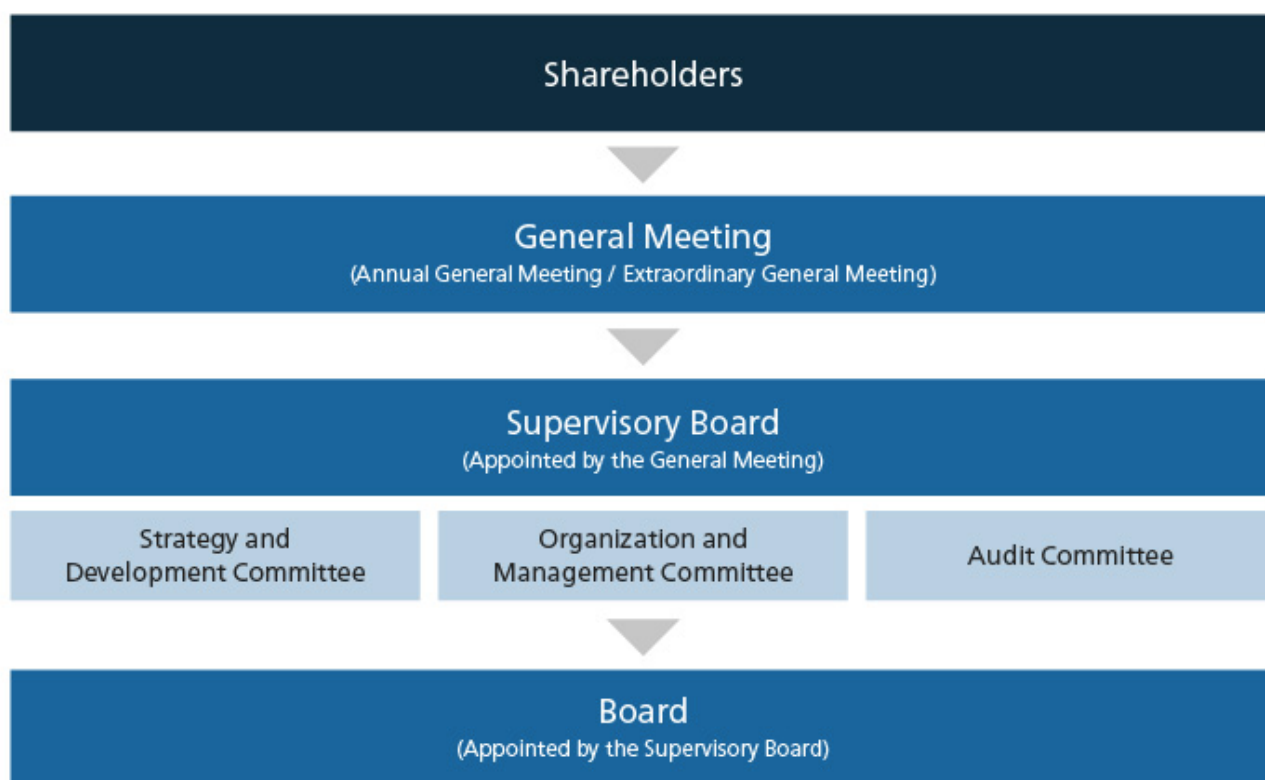 Shareholders
General Meeting
(Annual General Meeting / Extraordinary General Meeting)
Supervisory Board
(Appointed by the General Meeting)
Strategy and
Development Committee
Organization and
Management Committee
Audit Committee
Board
(Appointed by the Supervisory Board)